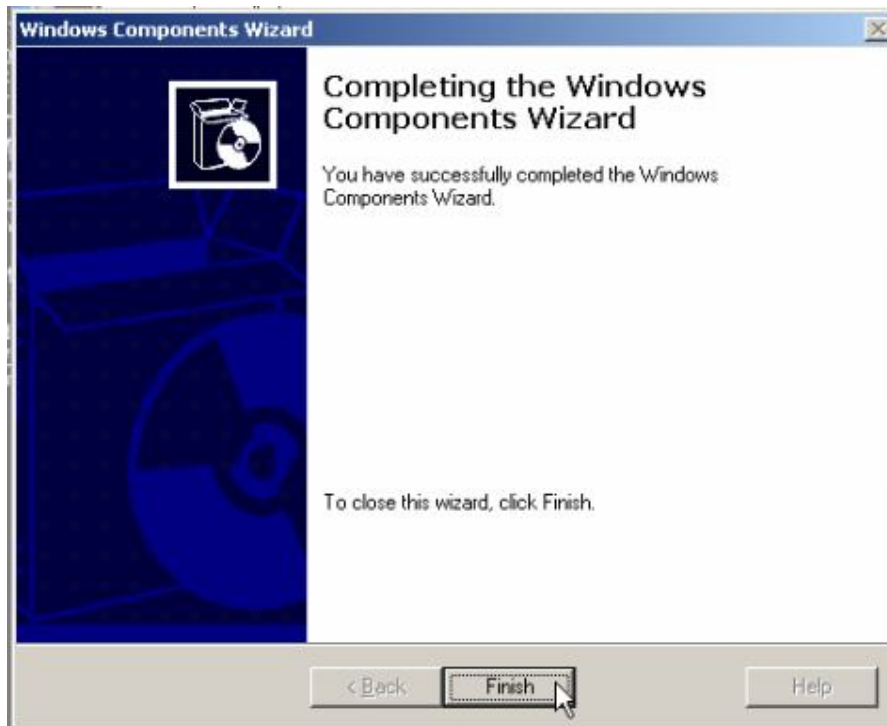 Windows Components Wizard
Completing the Windows
Components Wizard
You have successfully completed the Windows
Components Wizard.
To close this wizard, click Finish.
< Back
Finish
Help